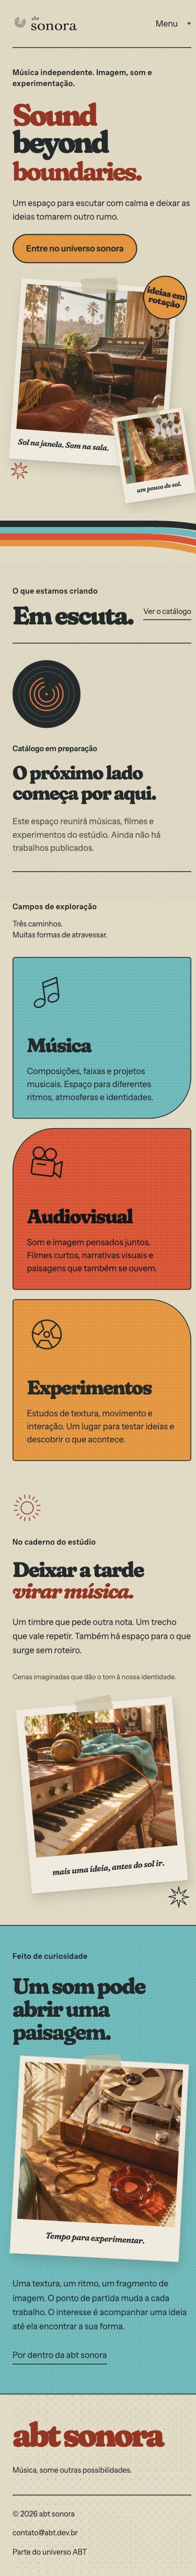 abt
sonora
Menu +
Música independente. Imagem, som e
experimentação.
Sound
beyond
boundaries.
Um espaço para escutar com calma e deixar as
ideias tomarem outro rumo.
Entre no universo sonora
ideias em
rotação
Sol na janela. Som na sala.
um pouco de sol.
O que estamos criando
Em escuta.
Ver o catálogo
Catálogo em preparação
O próximo lado
começa por aqui.
Este espaço reunirá músicas, filmes e
experimentos do estúdio. Ainda não há
trabalhos publicados.
Campos de exploração
Três caminhos.
Muitas formas de atravessar.
Música
Composições, faixas e projetos
musicais. Espaço para diferentes
ritmos, atmosferas e identidades.
Audiovisual
Som e imagem pensados juntos.
Filmes curtos, narrativas visuais e
paisagens que também se ouvem.
Experimentos
Estudos de textura, movimento e
interação. Um lugar para testar ideias e
descobrir o que acontece.
No caderno do estúdio
Deixar a tarde
virar música.
Um timbre que pede outra nota. Um trecho
que vale repetir. Também há espaço para o que
surge sem roteiro.
Cenas imaginadas que dão o tom à nossa identidade.
mais uma ideia, antes do sol ir.
Feito de curiosidade
Um som pode
abrir uma
paisagem.
Tempo para experimentar.
Uma textura, um ritmo, um fragmento de
imagem. O ponto de partida muda a cada
trabalho. O interesse é acompanhar uma ideia
até ela encontrar a sua forma.
Por dentro da abt sonora
abt sonora
Música, some outras possibilidades.
© 2026 abt sonora
contato@abt.dev.br
Parte do universo ABT